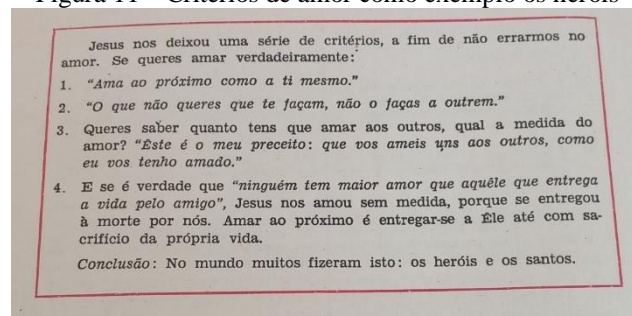 Figura 11 – Critérios de amor como exemplo os heróis
Jesus nos deixou uma série de critérios, a fim de não errarmos no
amor. Se queres amar verdadeiramente:
1. “Ama ao próximo como a ti mesmo.”
2. “O que não queres que te façam, não o faças a outrem.”
3. Queres saber quanto tens que amar aos outros, qual a medida do
amor? “Êste é o meu preceito: que vos ameis uns aos outros, como
eu vos tenho amado.”
4. E se é verdade que “ninguém tem maior amor que aquêle que entrega
a vida pelo amigo”, Jesus nos amou sem medida, porque se entregou
à morte por nós. Amar ao próximo é entregar-se a Êle até com sa-
crifício da própria vida.
Conclusão: No mundo muitos fizeram isto: os heróis e os santos.